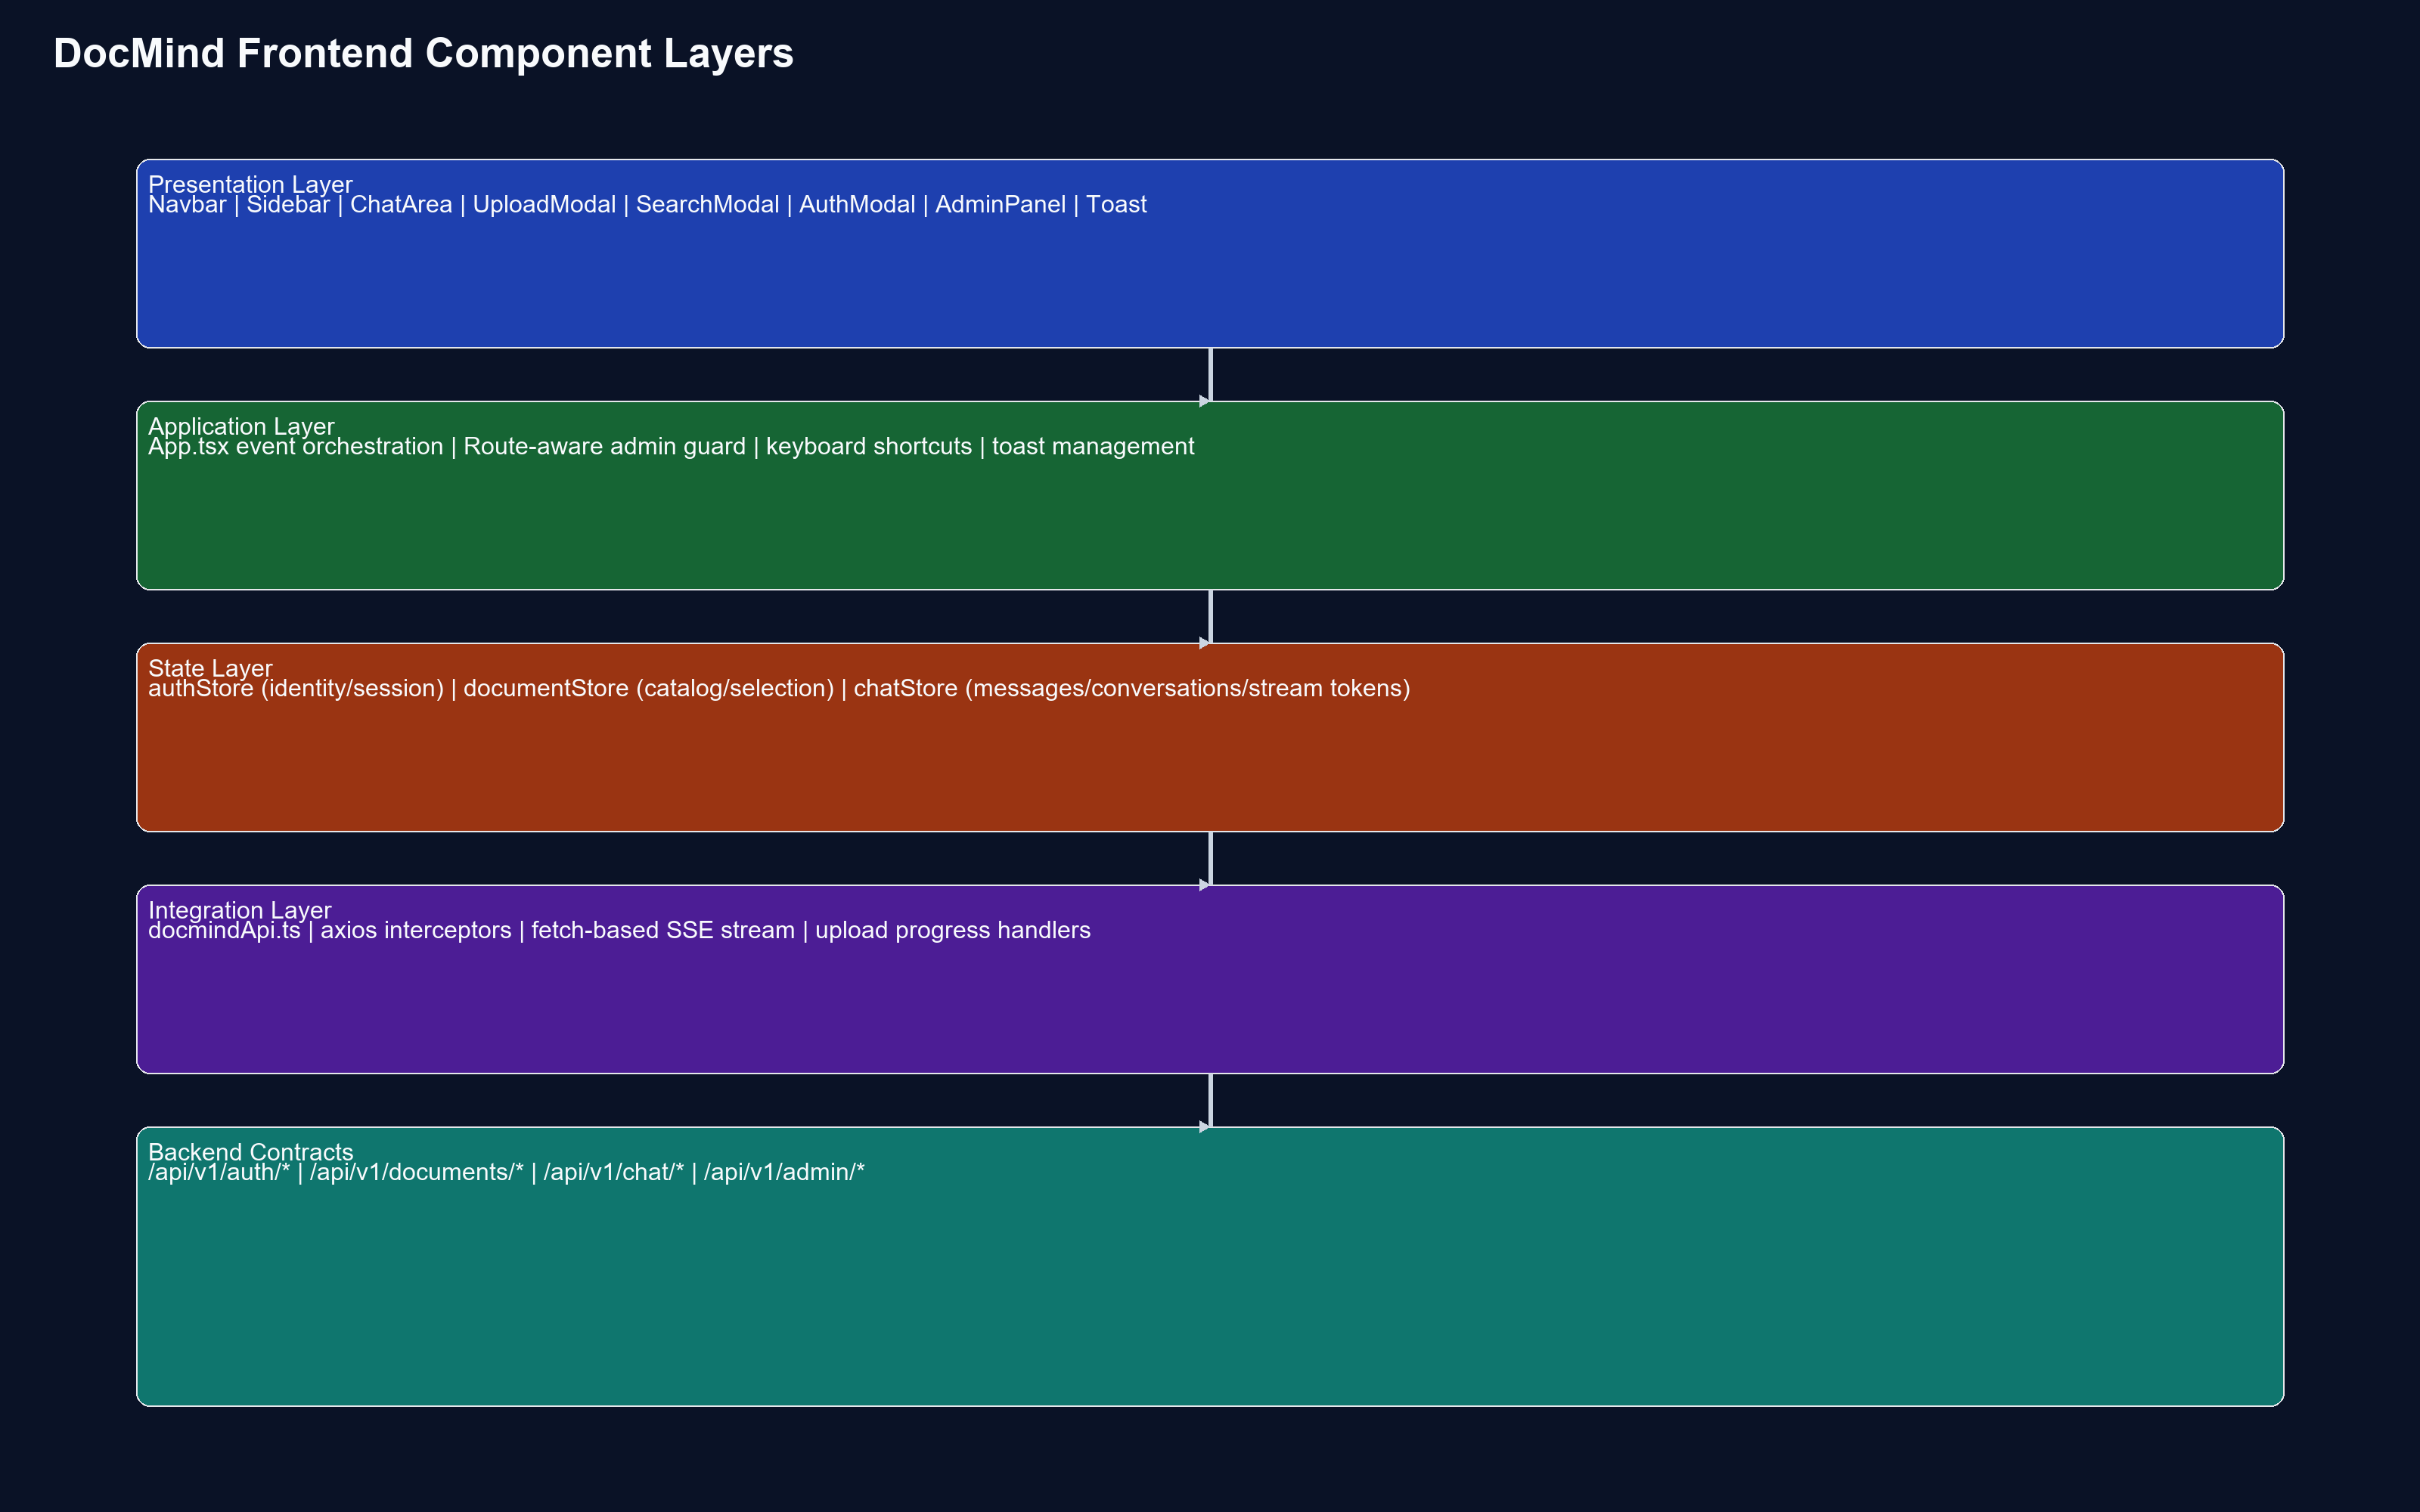 DocMind Frontend Component Layers
Presentation Layer
Navbar | Sidebar | ChatArea | UploadModal | SearchModal | AuthModal | AdminPanel | Toast
Application Layer
App.tsx event orchestration | Route-aware admin guard | keyboard shortcuts | toast management
State Layer
authStore (identity/session) | documentStore (catalog/selection) | chatStore (messages/conversations/stream tokens)
Integration Layer
docmindApi.ts | axios interceptors | fetch-based SSE stream | upload progress handlers
Backend Contracts
/api/v1/auth/* | /api/v1/documents/* | /api/v1/chat/* | /api/v1/admin/*